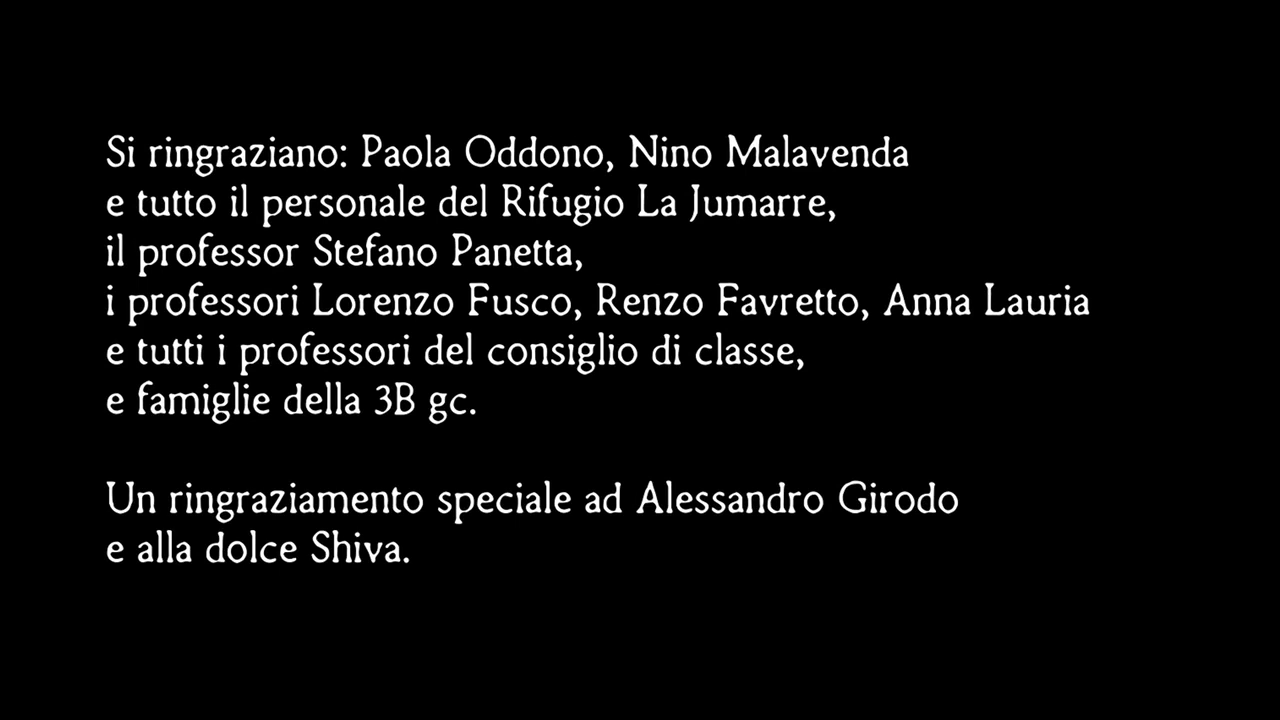 Si ringraziano: Paola Oddono, Nino Malavenda
e tutto il personale del Rifugio La Jumarre,
il professor Stefano Panetta,
i professori Lorenzo Fusco, Renzo Favretto, Anna Lauria
e tutti i professori del consiglio di classe,
e famiglie della 3B gc.
Un ringraziamento speciale ad Alessandro Girodo
e alla dolce Shiva.